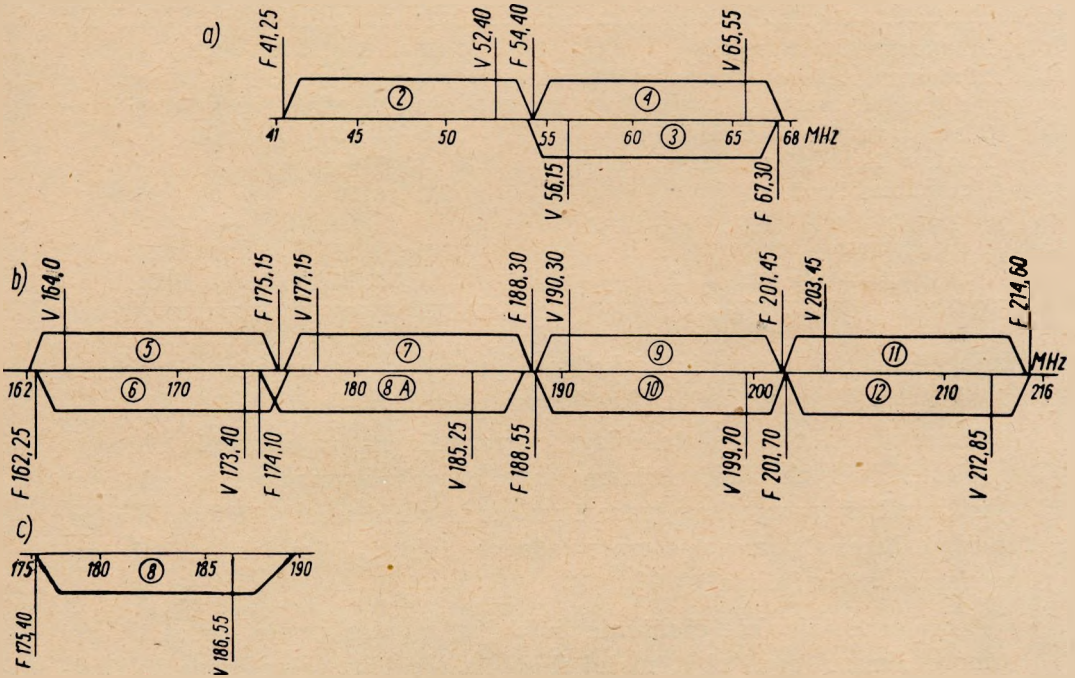 a)
F 41,25
V 52,40
F 54,40
V 65,55
2
4
41
45
50
55
60
3
65
68 MHz
V 56,15
F 67,30
b)
V 164,0
F 175,15
V 177,15
F 188,30
V 190,30
F 201,45
V 203,45
F 214,60
5
7
9
11
MHz
162
6
170
180
8 A
190
10
200
12
210
216
F 162,25
V 173,40
F 174,10
V 185,25
F 188,55
V 199,70
F 201,70
V 212,85
c)
175
180
8
185
190
F 175,40
V 186,55